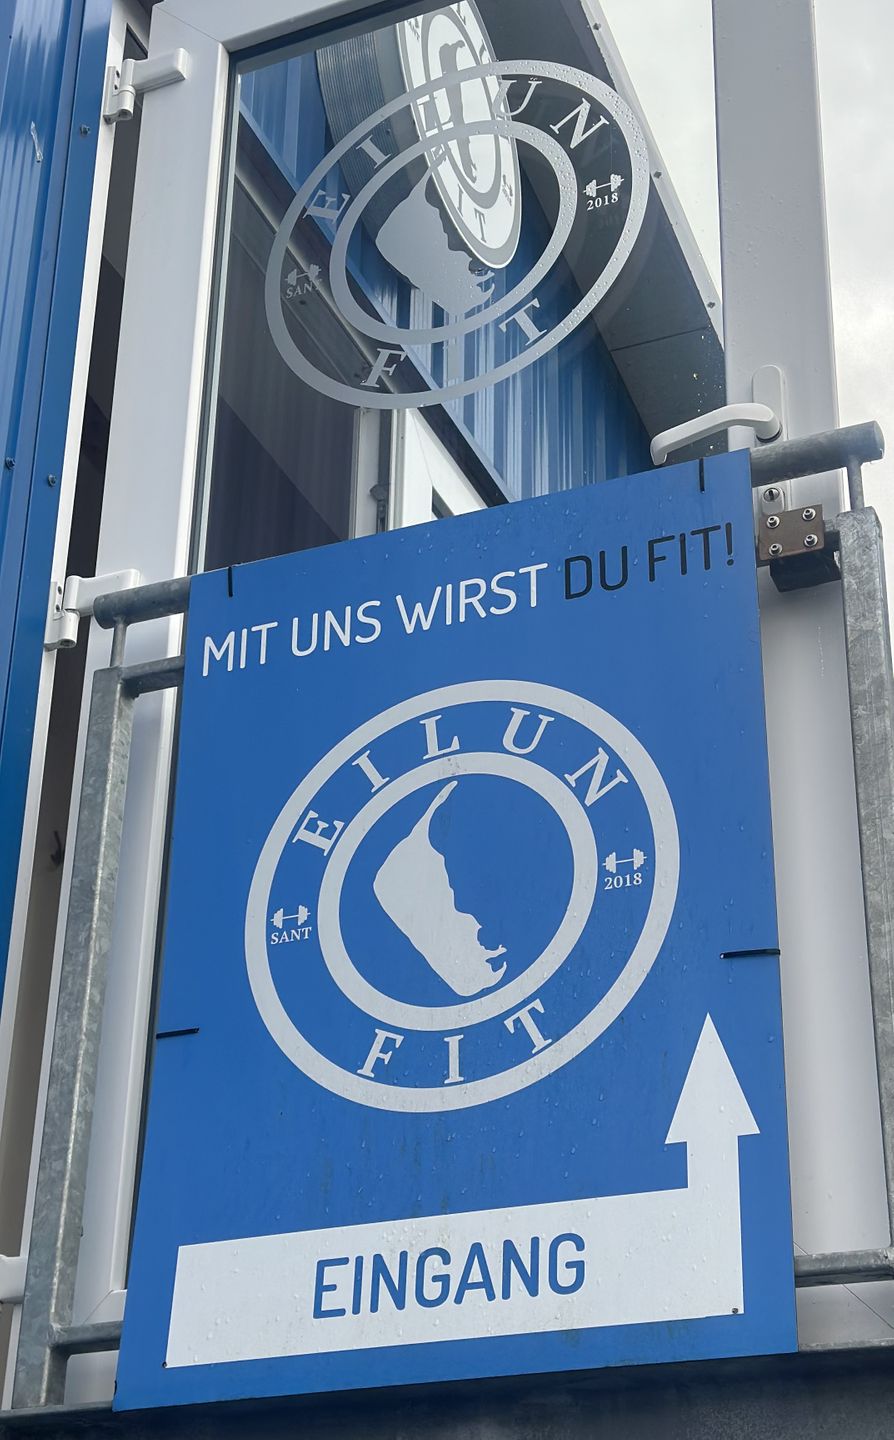 EILUN
SANT
2018
FIT
MIT UNS WIRST DU FIT!
EILUN
SANT
2018
FIT
EINGANG